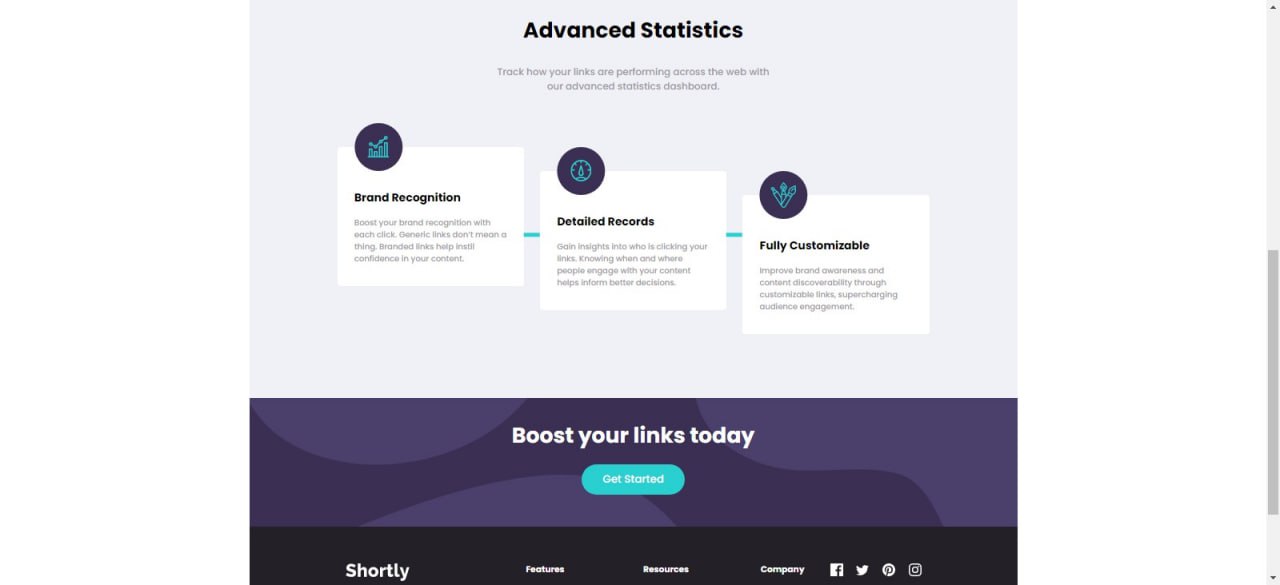 Advanced Statistics
Track how your links are performing across the web with
our advanced statistics dashboard.
Brand Recognition
Boost your brand recognition with
each click. Generic links don't mean a
thing. Branded links help instil
confidence in your content.
Detailed Records
Gain insights into who is clicking your
links. Knowing when and where
people engage with your content
helps inform better decisions.
Fully Customizable
Improve brand awareness and
content discoverability through
customizable links, supercharging
audience engagement.
Boost your links today
Get Started
Shortly
Features
Resources
Company